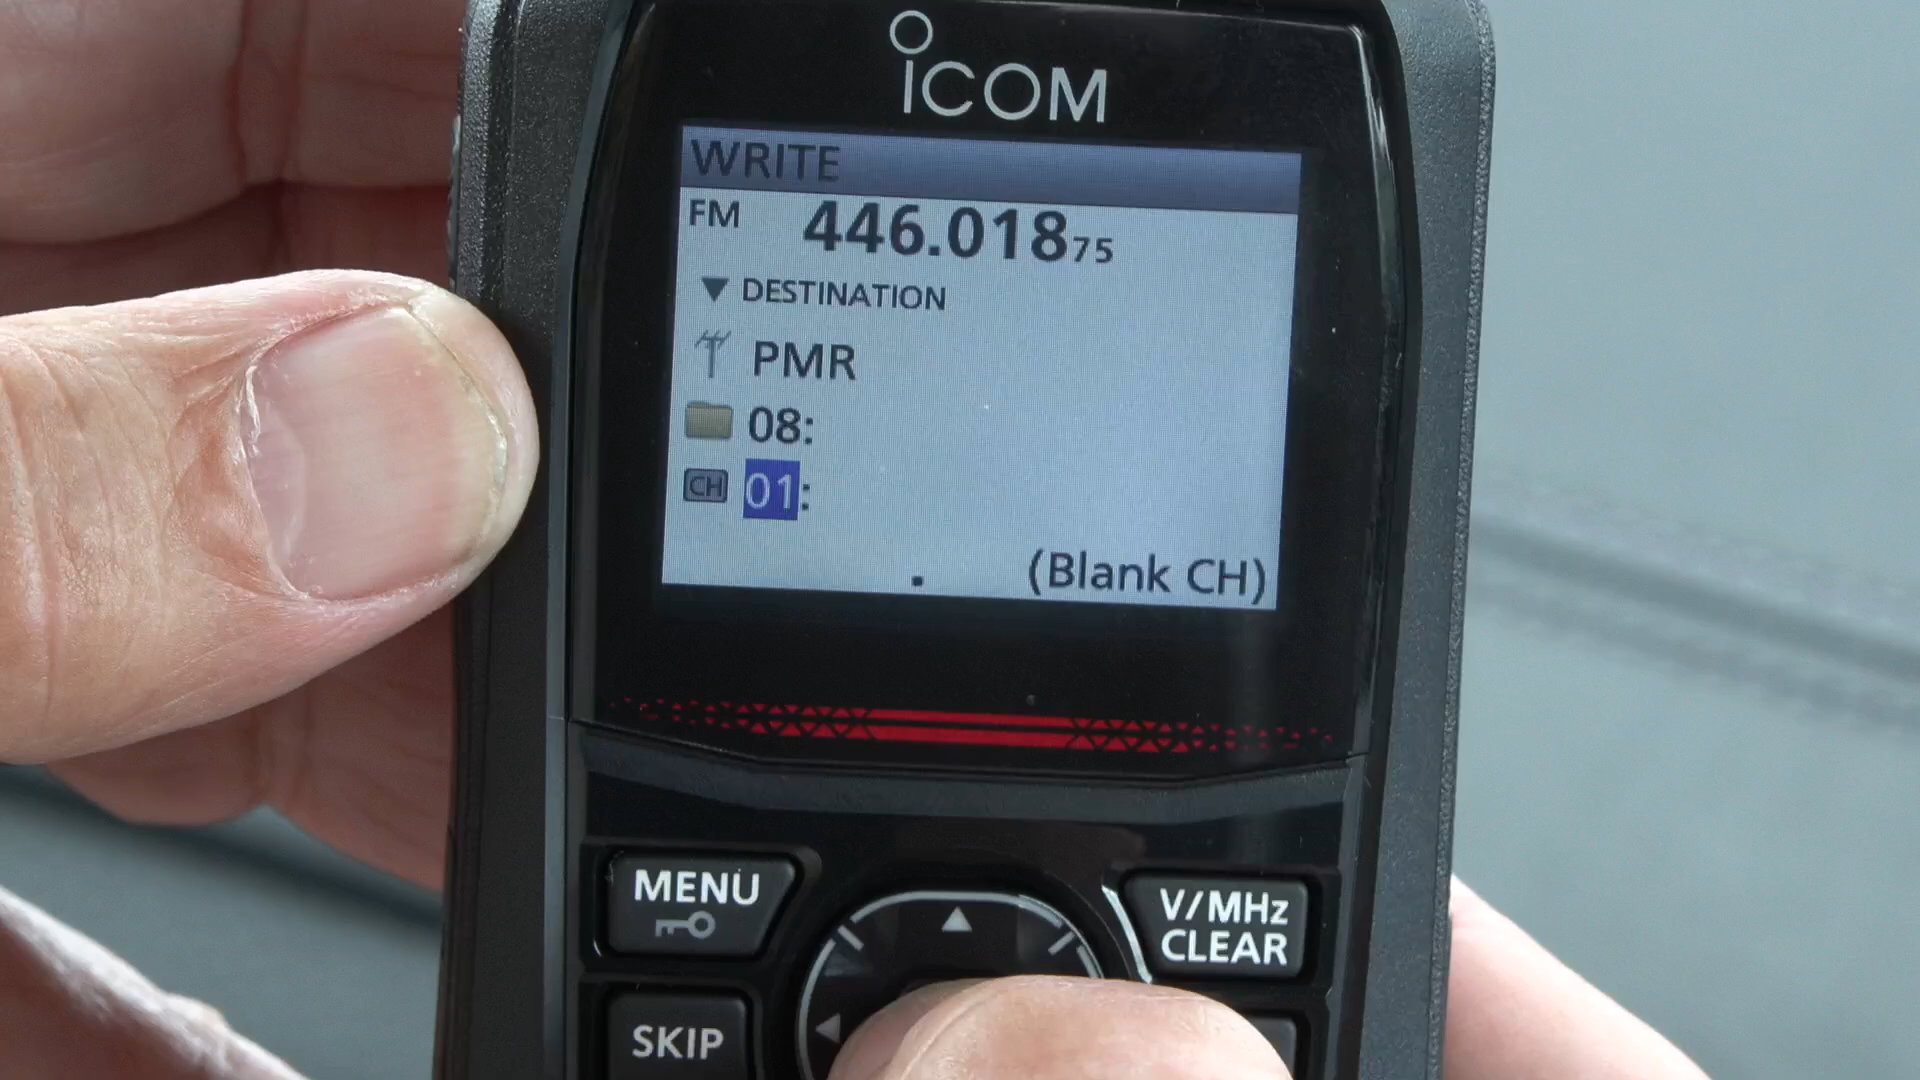 ICOM
WRITE
FM 446.01875
▼ DESTINATION
PMR
08:
CH 01:
. (Blank CH)
MENU
V/MHz
CLEAR
SKIP